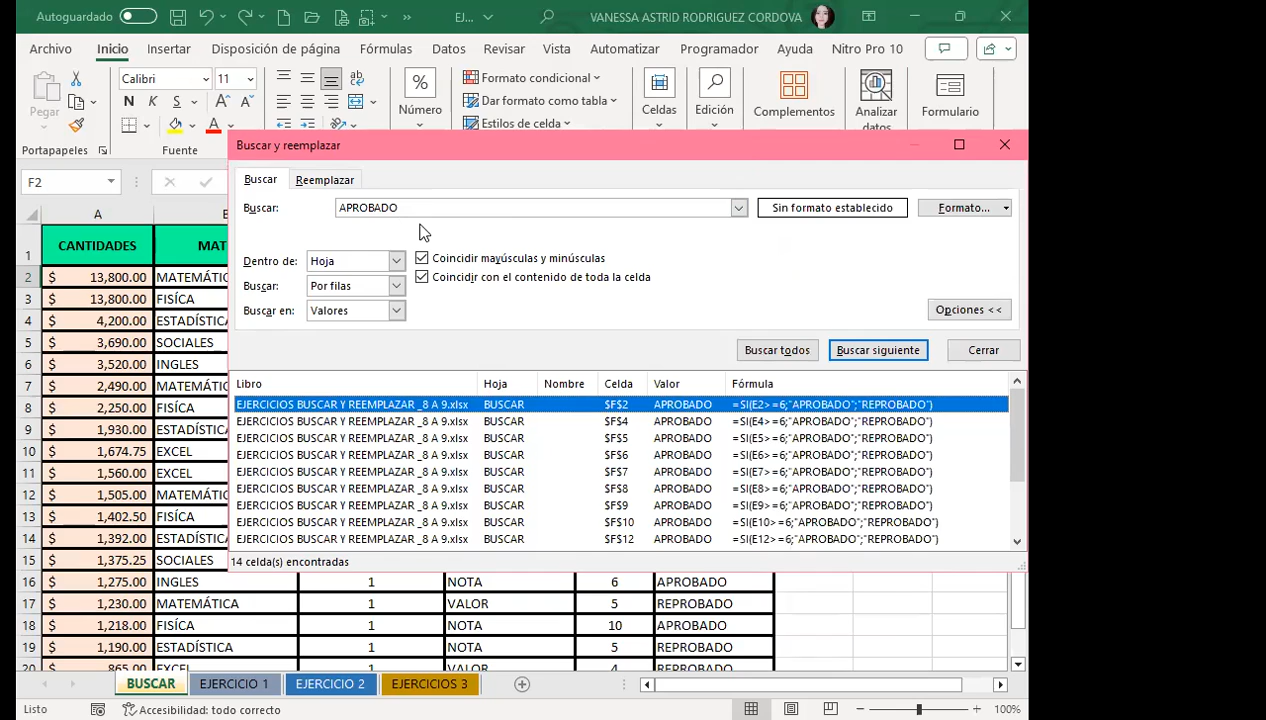 Autoguardado
EJ...
VANESSA ASTRID RODRIGUEZ CORDOVA
Archivo Inicio Insertar Disposición de página Fórmulas Datos Revisar Vista Automatizar Programador Ayuda Nitro Pro 10
Pegar
Portapapeles
Calibri 11
N K S
Fuente
% Número
Formato condicional
Dar formato como tabla
Estilos de celda
Celdas
Edición
Analizar datos
Complementos
Formulario
F2
Buscar y reemplazar
Buscar Reemplazar
Buscar: APROBADO Sin formato establecido Formato...
Dentro de: Hoja Coincidir mayúsculas y minúsculas
Buscar: Por filas Coincidir con el contenido de toda la celda
Buscar en: Valores
Opciones <<
Buscar todos Buscar siguiente Cerrar
Libro Hoja Nombre Celda Valor Fórmula
EJERCICIOS BUSCAR Y REEMPLAZAR _8 A 9.xlsx BUSCAR $F$2 APROBADO =SI(E2>=6;"APROBADO";"REPROBADO")
EJERCICIOS BUSCAR Y REEMPLAZAR _8 A 9.xlsx BUSCAR $F$4 APROBADO =SI(E4>=6;"APROBADO";"REPROBADO")
EJERCICIOS BUSCAR Y REEMPLAZAR _8 A 9.xlsx BUSCAR $F$5 APROBADO =SI(E5>=6;"APROBADO";"REPROBADO")
EJERCICIOS BUSCAR Y REEMPLAZAR _8 A 9.xlsx BUSCAR $F$6 APROBADO =SI(E6>=6;"APROBADO";"REPROBADO")
EJERCICIOS BUSCAR Y REEMPLAZAR _8 A 9.xlsx BUSCAR $F$7 APROBADO =SI(E7>=6;"APROBADO";"REPROBADO")
EJERCICIOS BUSCAR Y REEMPLAZAR _8 A 9.xlsx BUSCAR $F$8 APROBADO =SI(E8>=6;"APROBADO";"REPROBADO")
EJERCICIOS BUSCAR Y REEMPLAZAR _8 A 9.xlsx BUSCAR $F$9 APROBADO =SI(E9>=6;"APROBADO";"REPROBADO")
EJERCICIOS BUSCAR Y REEMPLAZAR _8 A 9.xlsx BUSCAR $F$10 APROBADO =SI(E10>=6;"APROBADO";"REPROBADO")
EJERCICIOS BUSCAR Y REEMPLAZAR _8 A 9.xlsx BUSCAR $F$12 APROBADO =SI(E12>=6;"APROBADO";"REPROBADO")
14 celda(s) encontradas
A
1 CANTIDADES MAT
2 $ 13,800.00 MATEMÁTIC
3 $ 13,800.00 FISÍCA
4 $ 4,200.00 ESTADÍSTICA
5 $ 3,690.00 SOCIALES
6 $ 3,520.00 INGLES
7 $ 2,490.00 MATEMÁTIC
8 $ 2,250.00 FISÍCA
9 $ 1,930.00 ESTADÍSTICA
10 $ 1,674.75 EXCEL
11 $ 1,560.00 EXCEL
12 $ 1,505.00 MATEMÁTIC
13 $ 1,402.50 FISÍCA
14 $ 1,392.00 ESTADÍSTICA
15 $ 1,375.25 SOCIALES
16 $ 1,275.00 INGLES 1 NOTA 6 APROBADO
17 $ 1,230.00 MATEMÁTICA 1 VALOR 5 REPROBADO
18 $ 1,218.00 FISÍCA 1 NOTA 10 APROBADO
19 $ 1,190.00 ESTADÍSTICA 1 NOTA 5 REPROBADO
20 $ 865.00 EXCEL 1 VALOR 4 REPROBADO
BUSCAR EJERCICIO 1 EJERCICIO 2 EJERCICIOS 3
Listo Accesibilidad: todo correcto 100%